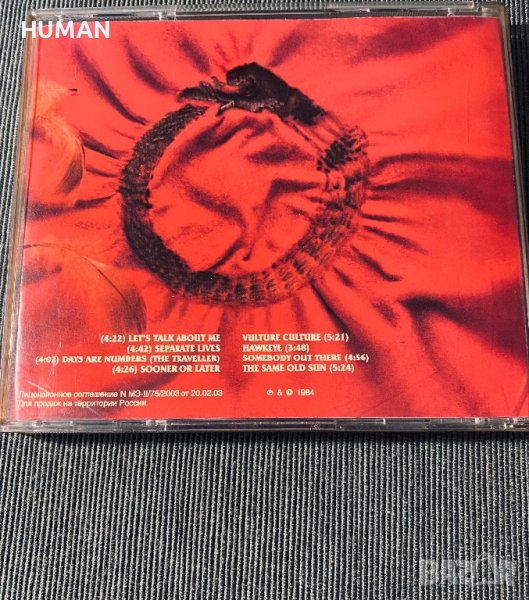 HUMAN
(4:22) LET'S TALK ABOUT ME
(4:42) SEPARATE LIVES
(4:02) DAYS ARE NUMBERS (THE TRAVELLER)
(4:26) SOONER OR LATER
VULTURE CULTURE (5:21)
HAWKEYE (3:48)
SOMEBODY OUT THERE (4:56)
THE SAME OLD SUN (5:24)
Лицензионное соглашение N МЭ-II/75/2003 от 20.02.03
Для продаж на территории России
℗ & © 1984
BAZAR